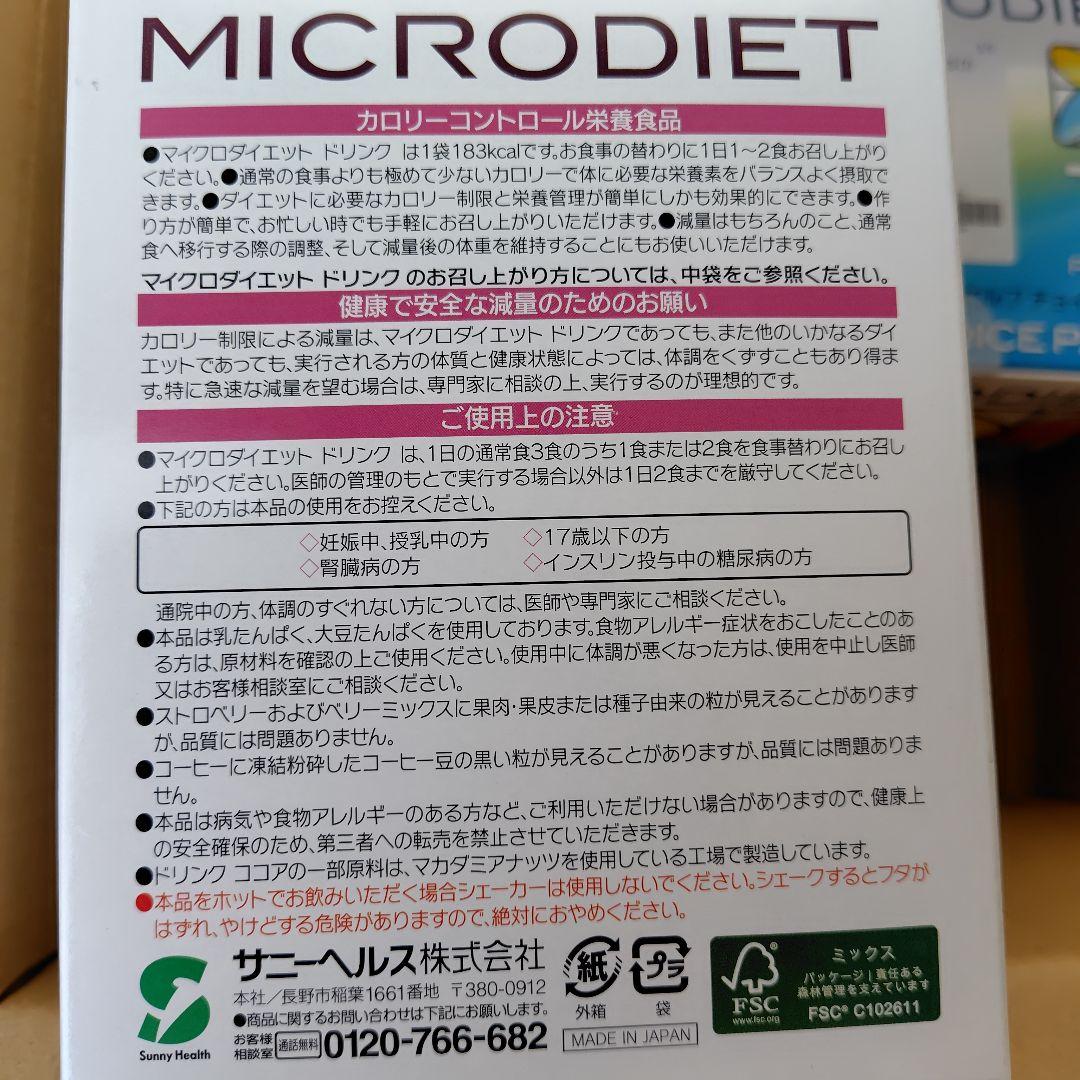 MICRODIET
カロリーコントロール栄養食品
●マイクロダイエット ドリンク は1袋183kcalです。お食事の替わりに1日1〜2食お召し上がり
ください。●通常の食事よりも極めて少ないカロリーで体に必要な栄養素をバランスよく摂取で
きます。●ダイエットに必要なカロリー制限と栄養管理が簡単にしかも効果的にできます。●作
り方が簡単で、お忙しい時でも手軽にお召し上がりいただけます。●減量はもちろんのこと、通常
食へ移行する際の調整、そして減量後の体重を維持することにもお使いいただけます。
マイクロダイエット ドリンク のお召し上がり方については、中袋をご参照ください。
健康で安全な減量のためのお願い
カロリー制限による減量は、マイクロダイエット ドリンクであっても、また他のいかなるダイ
エットであっても、実行される方の体質と健康状態によっては、体調をくずすこともあり得ま
す。特に急速な減量を望む場合は、専門家に相談の上、実行するのが理想的です。
ご使用上の注意
●マイクロダイエット ドリンク は、1日の通常食3食のうち1食または2食を食事替わりにお召し
上がりください。医師の管理のもとで実行する場合以外は1日2食までを厳守してください。
●下記の方は本品の使用をお控えください。
◇妊娠中、授乳中の方 ◇17歳以下の方
◇腎臓病の方 ◇インスリン投与中の糖尿病の方
通院中の方、体調のすぐれない方については、医師や専門家にご相談ください。
●本品は乳たんぱく、大豆たんぱくを使用しております。食物アレルギー症状をおこしたことのあ
る方は、原材料を確認の上ご使用ください。使用中に体調が悪くなった方は、使用を中止し医師
又はお客様相談室にご相談ください。
●ストロベリーおよびベリーミックスに果肉・果皮または種子由来の粒が見えることがあります
が、品質には問題ありません。
●コーヒーに凍結粉砕したコーヒー豆の黒い粒が見えることがありますが、品質には問題ありま
せん。
●本品は病気や食物アレルギーのある方など、ご利用いただけない場合がありますので、健康上
の安全確保のため、第三者への転売を禁止させていただきます。
●ドリンク ココアの一部原料は、マカダミアナッツを使用している工場で製造しています。
●本品をホットでお飲みいただく場合シェーカーは使用しないでください。シェークするとフタが
はずれ、やけどする危険がありますので、絶対におやめください。
Sunny Health
サニーヘルス株式会社
本社/長野市稲葉1661番地 〒380-0912
●商品に関するお問い合わせは下記にお願いします。
お客様相談室 通話無料 0120-766-682
紙 外箱
プラ 袋
MADE IN JAPAN
FSC
www.fsc.org
ミックス
パッケージ|責任ある
森林管理を支えています
FSC® C102611